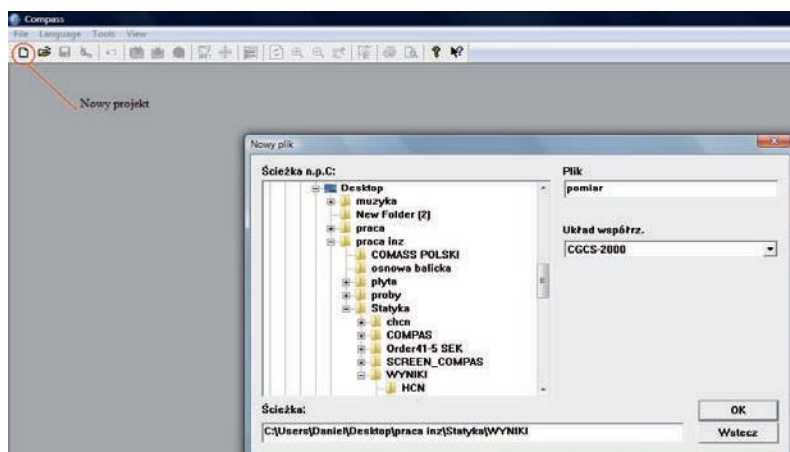 Compass
File Language Tools View
Nowy projekt
Nowy plik
Ścieżka n.p.C:
Desktop
muzyka
New Folder (2)
praca
praca inz
COMASS POLSKI
osnowa balicka
plyta
proby
Statyka
chcn
COMPAS
Order41-5 SEK
SCREEN_COMPAS
WYNIKI
HCN
Plik
pomiar
Układ współrz.
CGCS-2000
Ścieżka:
C:\Users\Daniel\Desktop\praca inz\Statyka\WYNIKI
OK
Wstecz